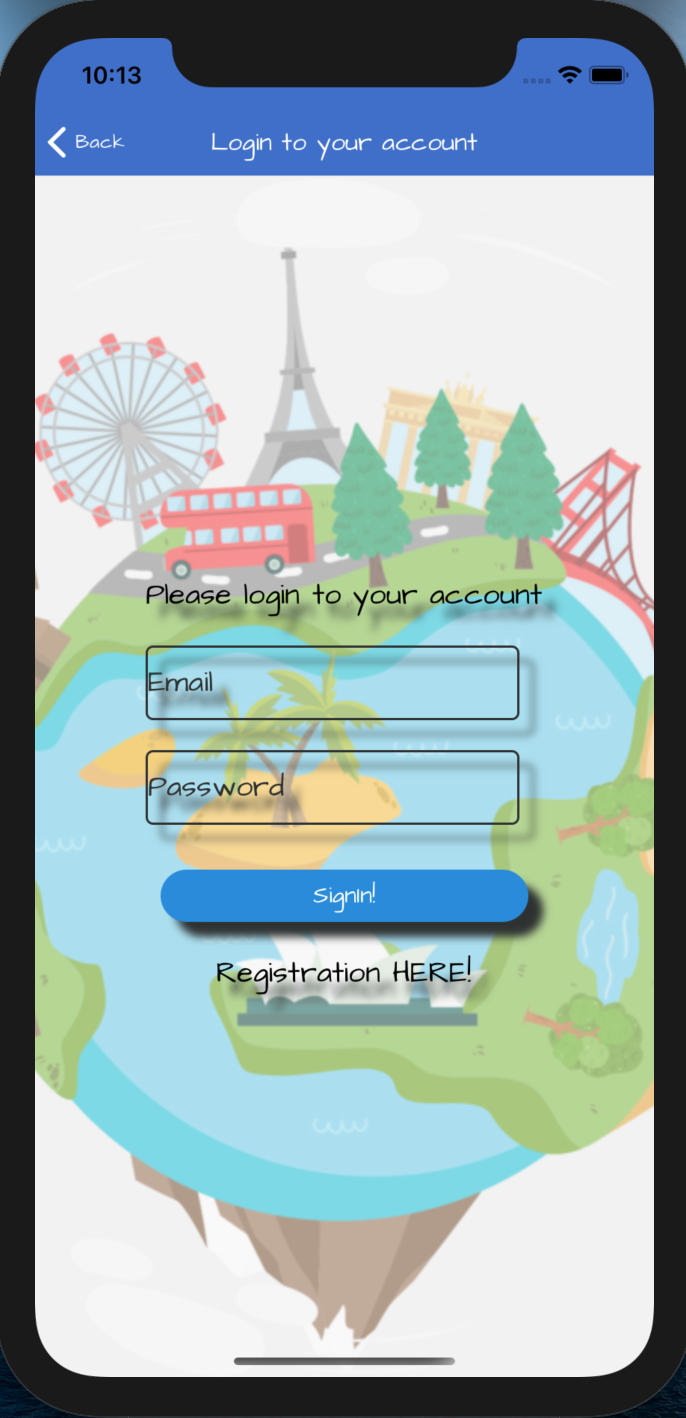 10:13
Back
Login to your account
Please login to your account
Email
Password
SignIn!
Registration HERE!